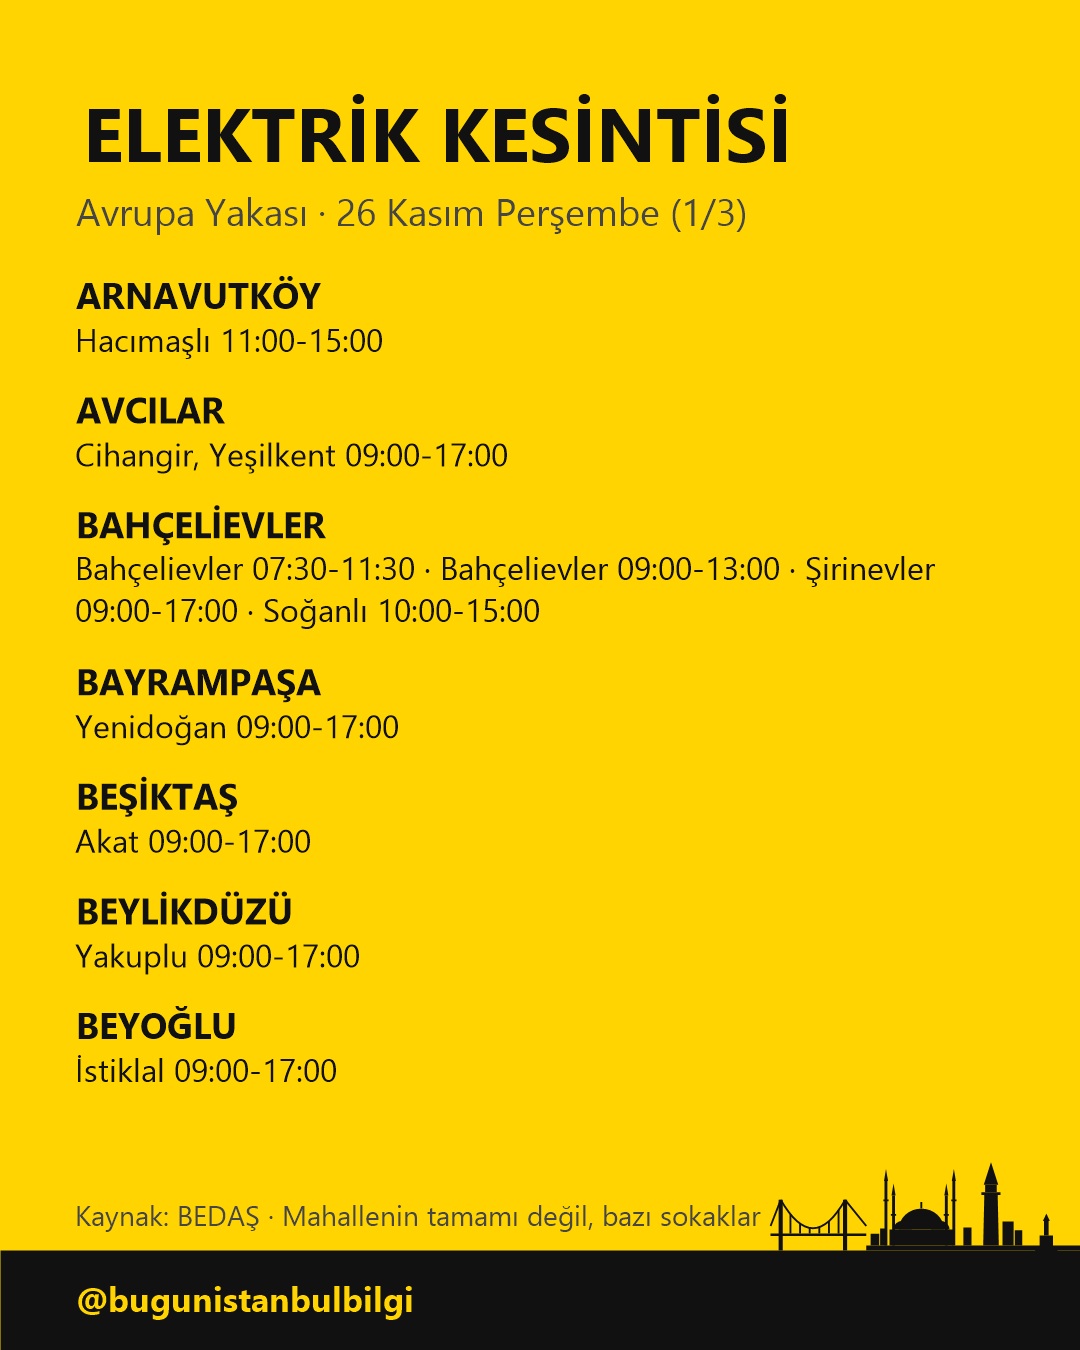 ELEKTRİK KESİNTİSİ
Avrupa Yakası · 26 Kasım Perşembe (1/3)
ARNAVUTKÖY
Hacımaşlı 11:00-15:00
AVCILAR
Cihangir, Yeşilkent 09:00-17:00
BAHÇELİEVLER
Bahçelievler 07:30-11:30 · Bahçelievler 09:00-13:00 · Şirinevler
09:00-17:00 · Soğanlı 10:00-15:00
BAYRAMPAŞA
Yenidoğan 09:00-17:00
BEŞİKTAŞ
Akat 09:00-17:00
BEYLİKDÜZÜ
Yakuplu 09:00-17:00
BEYOĞLU
İstiklal 09:00-17:00
Kaynak: BEDAŞ · Mahallenin tamamı değil, bazı sokaklar
@bugunistanbulbilgi